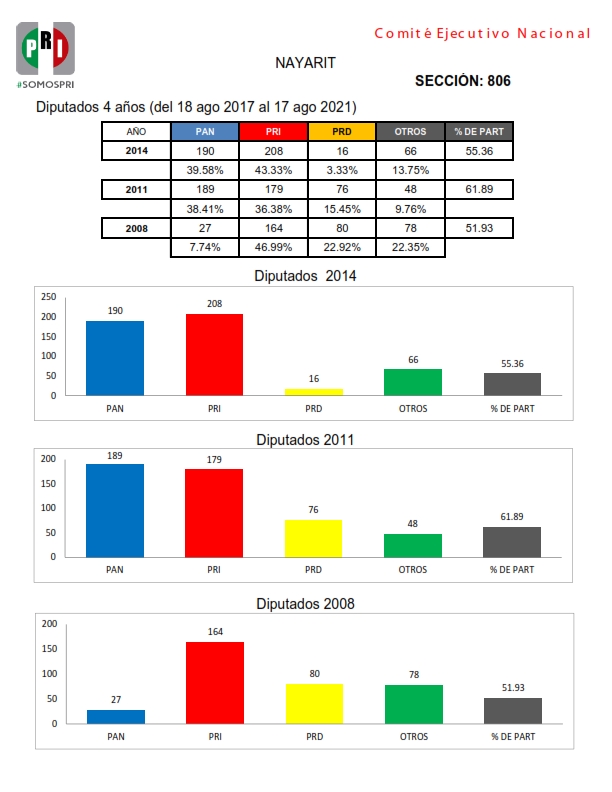 Comité Ejecutivo Nacional
PRI
#SOMOSPRI
NAYARIT
SECCIÓN: 806
Diputados 4 años (del 18 ago 2017 al 17 ago 2021)
AÑO PAN PRI PRD OTROS % DE PART
2014 190 208 16 66 55.36
39.58% 43.33% 3.33% 13.75%
2011 189 179 76 48 61.89
38.41% 36.38% 15.45% 9.76%
2008 27 164 80 78 51.93
7.74% 46.99% 22.92% 22.35%
Diputados 2014
250
200
150
100
50
0
190 208 16 66 55.36
PAN PRI PRD OTROS % DE PART
Diputados 2011
200
150
100
50
0
189 179 76 48 61.89
PAN PRI PRD OTROS % DE PART
Diputados 2008
200
150
100
50
0
27 164 80 78 51.93
PAN PRI PRD OTROS % DE PART